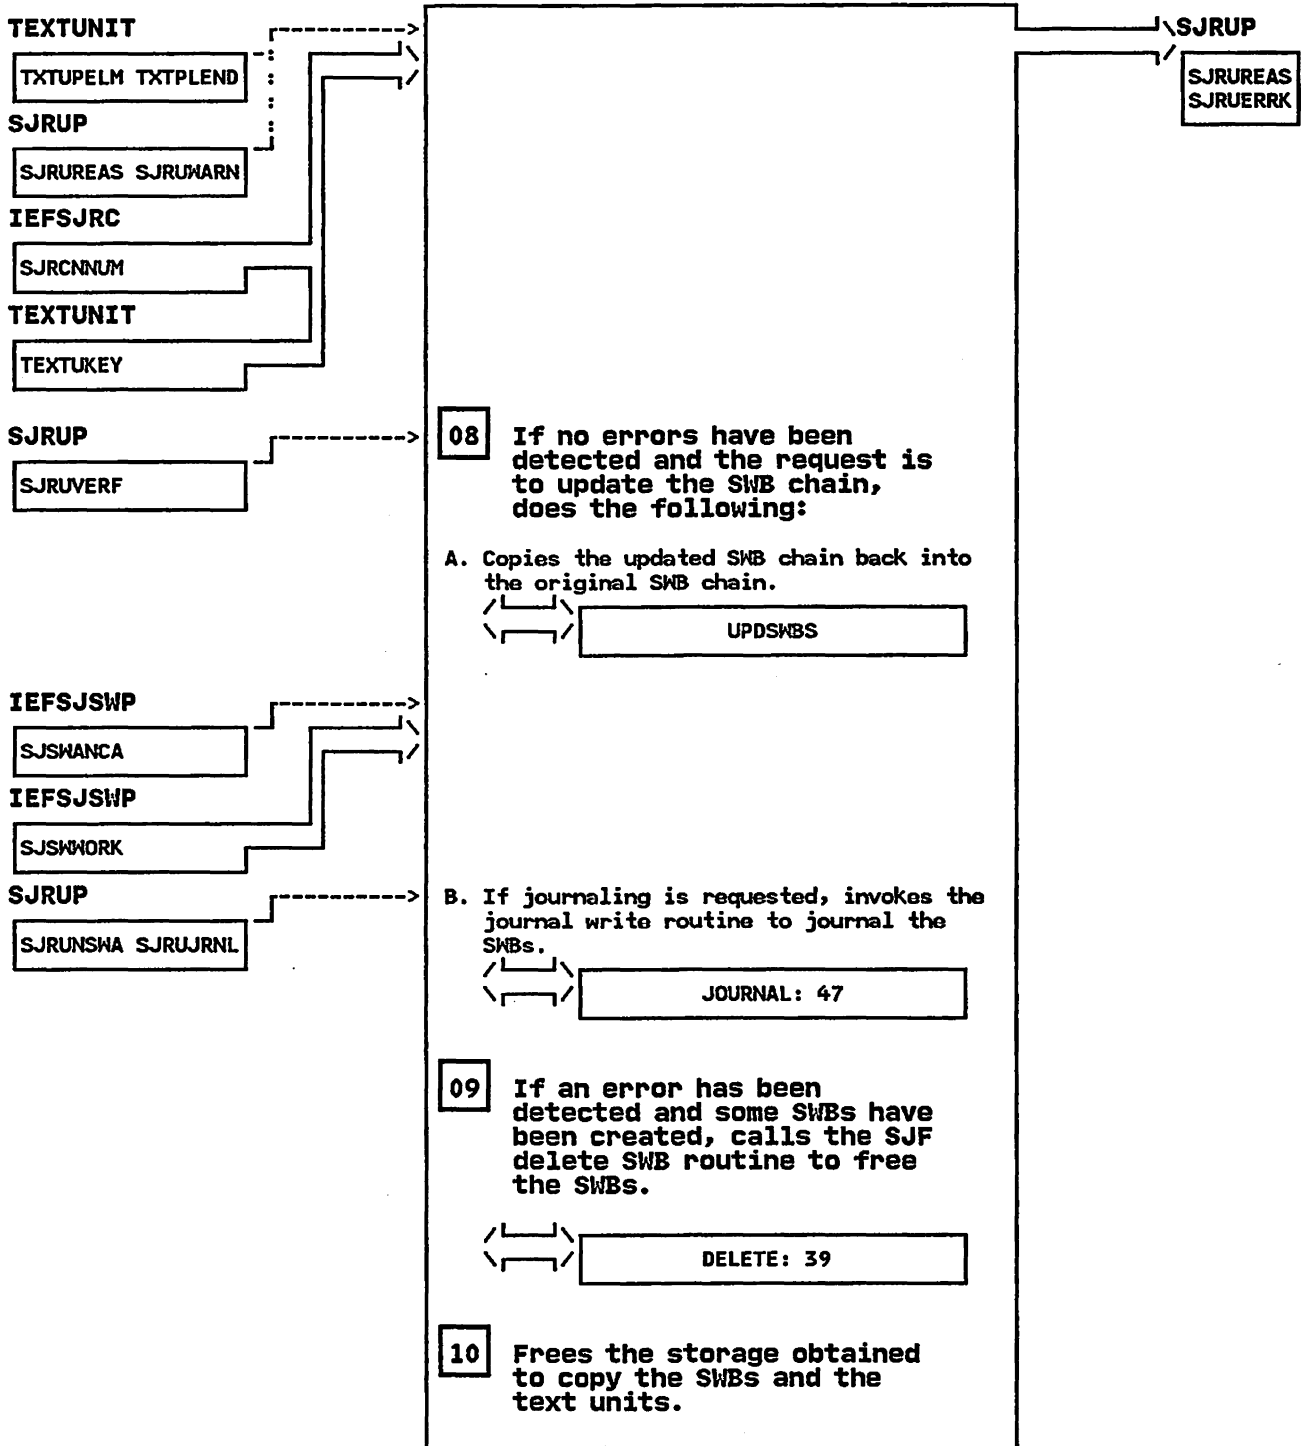 TEXTUNIT
TXTUPELM TXTPLEND
SJRUP
SJRUREAS SJRUWARN
IEFSJRC
SJRCNNUM
TEXTUNIT
TEXTUKEY
SJRUP
SJRUREAS
SJRUERRK
SJRUP
SJRUVERF
08 If no errors have been
detected and the request is
to update the SWB chain,
does the following:
A. Copies the updated SWB chain back into
the original SWB chain.
UPDSWBS
IEFSJSWP
SJSWANCA
IEFSJSWP
SJSWWORK
SJRUP
SJRUNSWA SJRUJRNL
B. If journaling is requested, invokes the
journal write routine to journal the
SWBs.
JOURNAL: 47
09 If an error has been
detected and some SWBs have
been created, calls the SJF
delete SWB routine to free
the SWBs.
DELETE: 39
10 Frees the storage obtained
to copy the SWBs and the
text units.